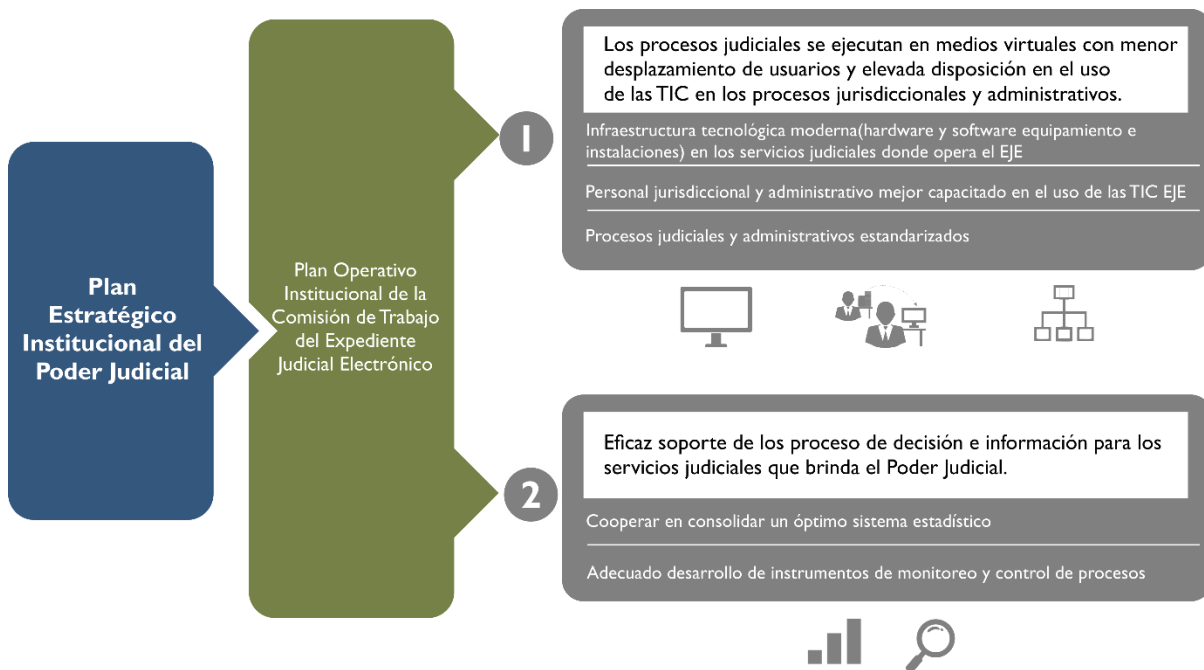 Plan
Estratégico
Institucional del
Poder Judicial
Plan Operativo
Institucional de la
Comisión de Trabajo
del Expediente
Judicial Electrónico
1
Los procesos judiciales se ejecutan en medios virtuales con menor
desplazamiento de usuarios y elevada disposición en el uso
de las TIC en los procesos jurisdiccionales y administrativos.
Infraestructura tecnológica moderna(hardware y software equipamiento e
instalaciones) en los servicios judiciales donde opera el EJE
Personal jurisdiccional y administrativo mejor capacitado en el uso de las TIC EJE
Procesos judiciales y administrativos estandarizados
2
Eficaz soporte de los proceso de decisión e información para los
servicios judiciales que brinda el Poder Judicial.
Cooperar en consolidar un óptimo sistema estadístico
Adecuado desarrollo de instrumentos de monitoreo y control de procesos